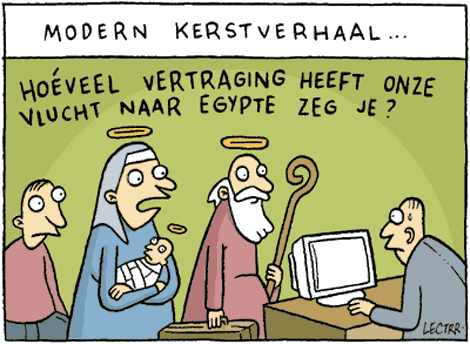 MODERN KERSTVERHAAL...
HOÉVEEL VERTRAGING HEEFT ONZE
VLUCHT NAAR EGYPTE ZEG JE?
LECTRR